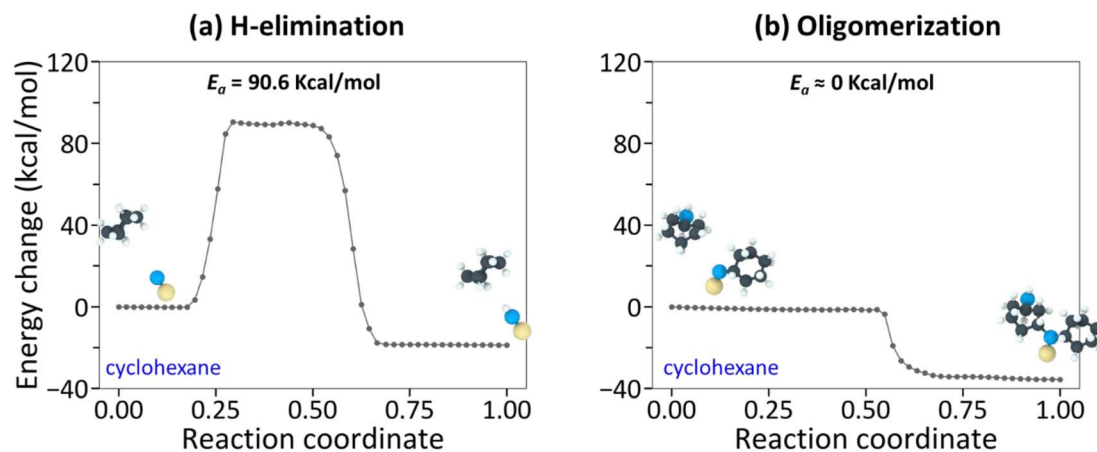 (a) H-elimination
(b) Oligomerization
Energy change (kcal/mol)
120
80
40
0
−40
Eₐ = 90.6 Kcal/mol
cyclohexane
0.00 0.25 0.50 0.75 1.00
Reaction coordinate
120
80
40
0
−40
Eₐ ≈ 0 Kcal/mol
cyclohexane
0.00 0.25 0.50 0.75 1.00
Reaction coordinate